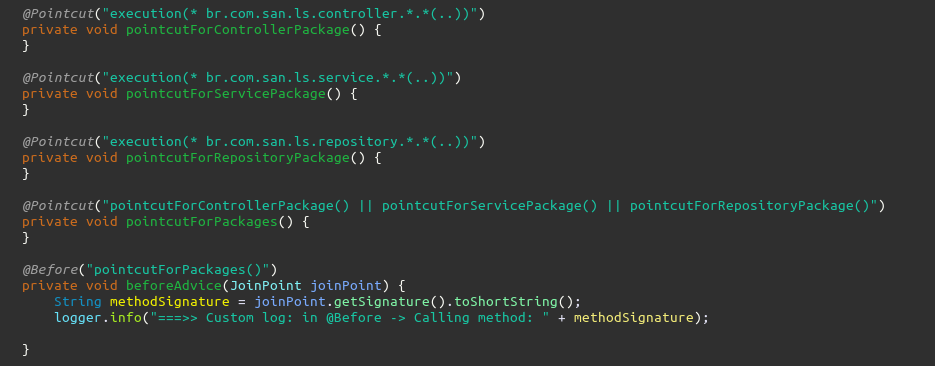 @Pointcut("execution(* br.com.san.ls.controller.*.*(..))")
private void pointcutForControllerPackage() {
}
@Pointcut("execution(* br.com.san.ls.service.*.*(..))")
private void pointcutForServicePackage() {
}
@Pointcut("execution(* br.com.san.ls.repository.*.*(..))")
private void pointcutForRepositoryPackage() {
}
@Pointcut("pointcutForControllerPackage() || pointcutForServicePackage() || pointcutForRepositoryPackage()")
private void pointcutForPackages() {
}
@Before("pointcutForPackages()")
private void beforeAdvice(JoinPoint joinPoint) {
String methodSignature = joinPoint.getSignature().toShortString();
logger.info("===>> Custom log: in @Before -> Calling method: " + methodSignature);
}